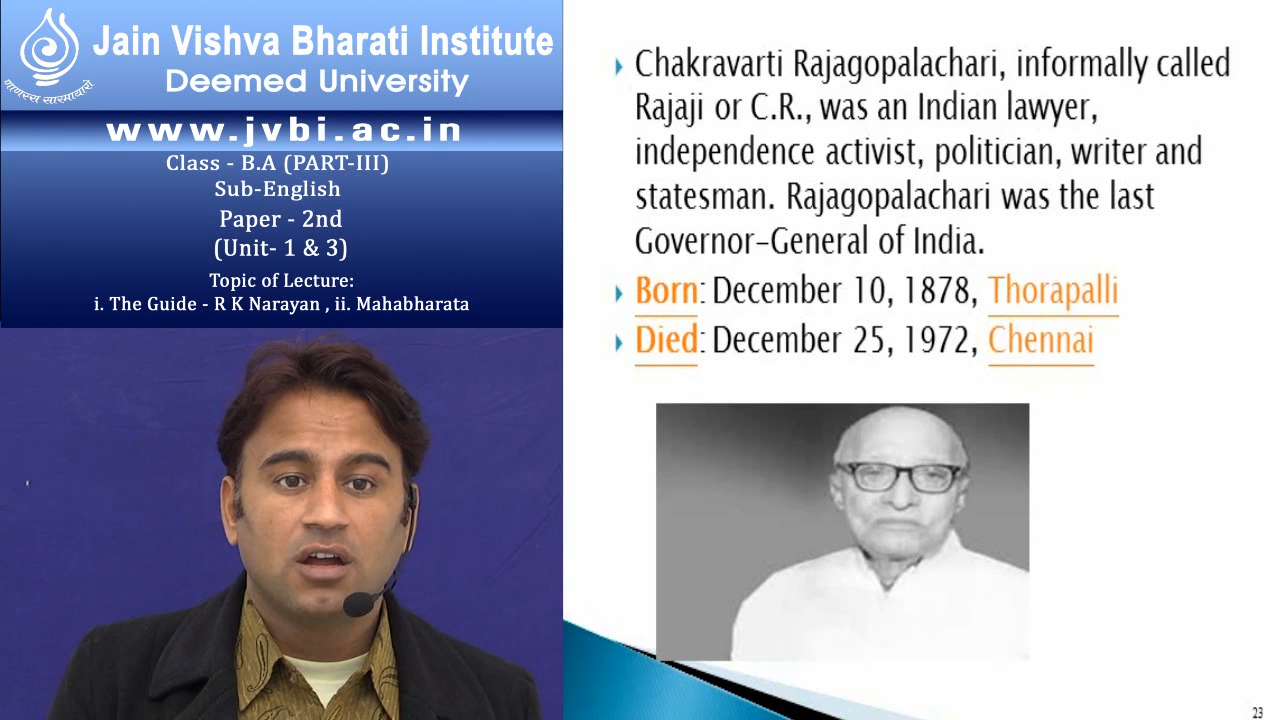 Jain Vishva Bharati Institute
Deemed University
णाणस्स सारमायारो
www.jvbi.ac.in
Class - B.A (PART-III)
Sub-English
Paper - 2nd
(Unit- 1 & 3)
Topic of Lecture:
i. The Guide - R K Narayan , ii. Mahabharata
Chakravarti Rajagopalachari, informally called
Rajaji or C.R., was an Indian lawyer,
independence activist, politician, writer and
statesman. Rajagopalachari was the last
Governor-General of India.
Born: December 10, 1878, Thorapalli
Died: December 25, 1972, Chennai
23